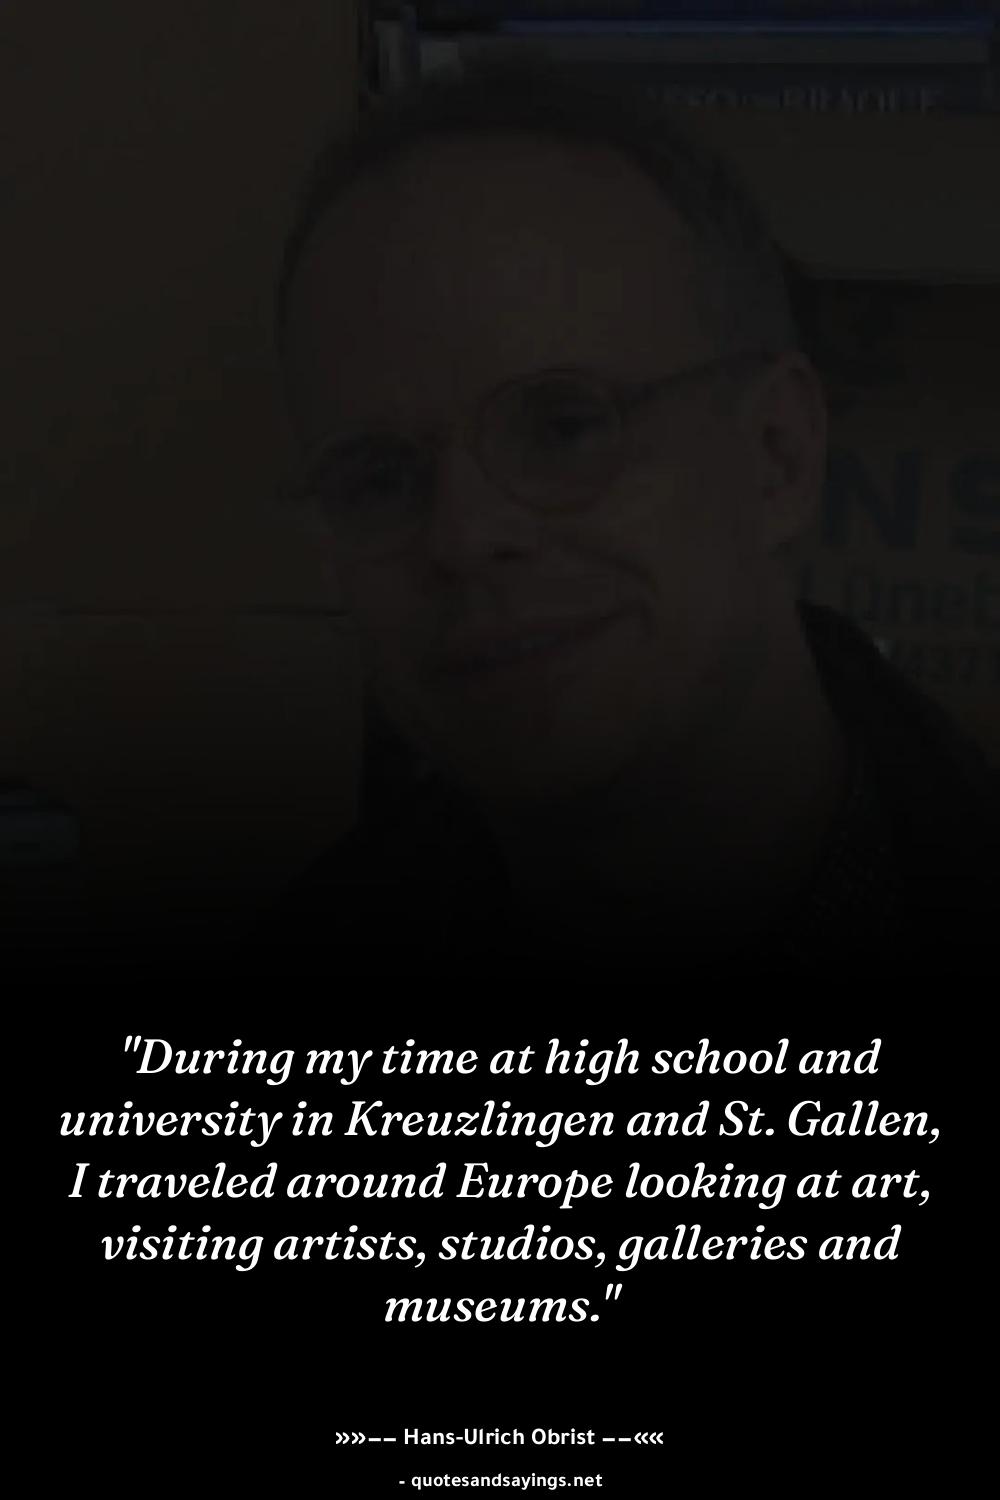 NS
"During my time at high school and
university in Kreuzlingen and St. Gallen,
I traveled around Europe looking at art,
visiting artists, studios, galleries and
museums."
»»–– Hans-Ulrich Obrist ––««
- quotesandsayings.net